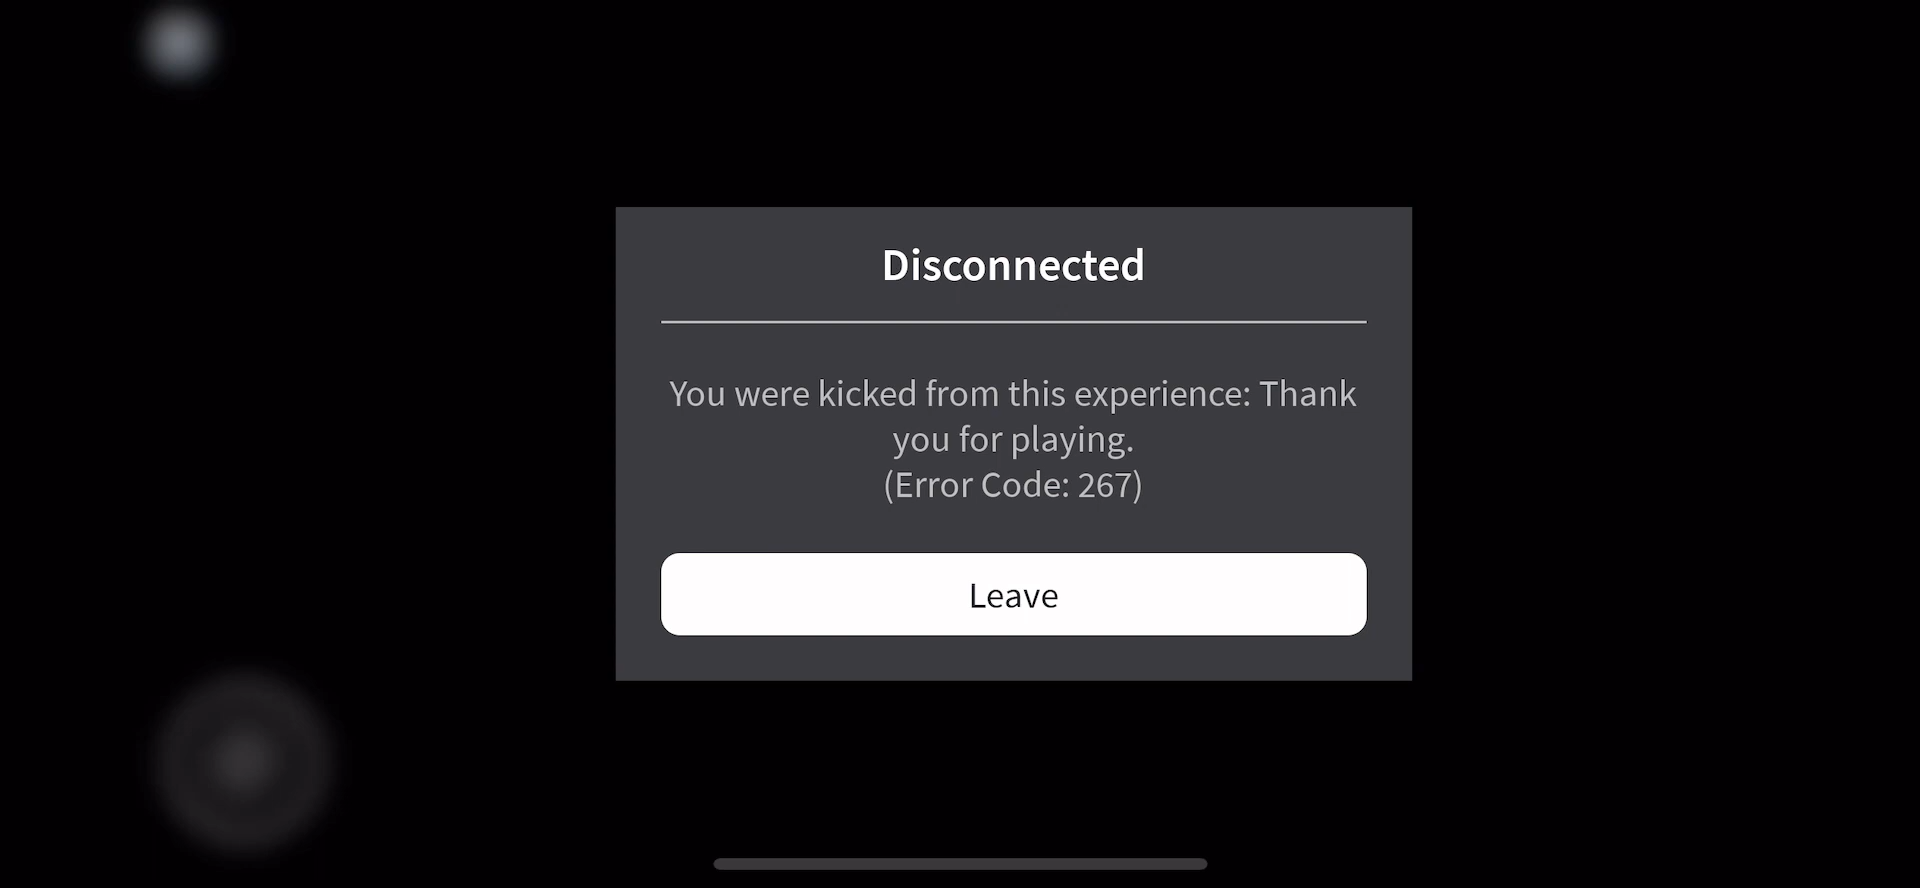 Disconnected
You were kicked from this experience: Thank
you for playing.
(Error Code: 267)
Leave